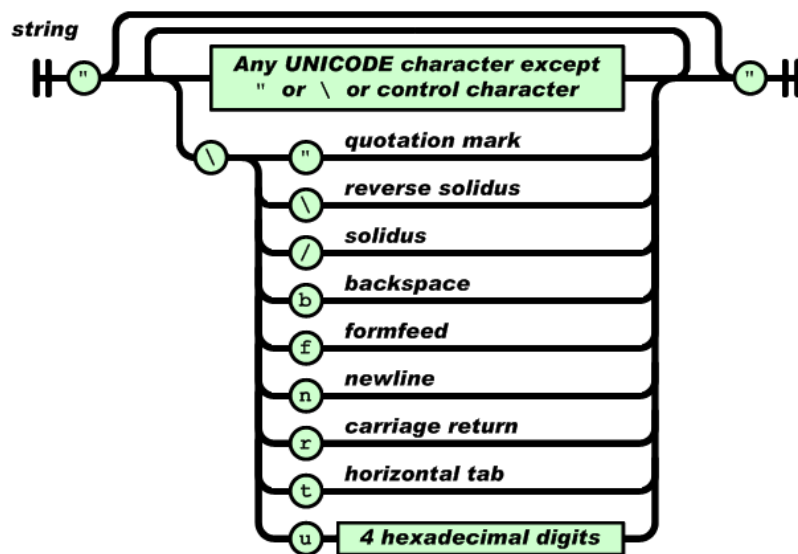 string
" Any UNICODE character except "
" or \ or control character
\ " quotation mark
\ reverse solidus
/ solidus
b backspace
f formfeed
n newline
r carriage return
t horizontal tab
u 4 hexadecimal digits